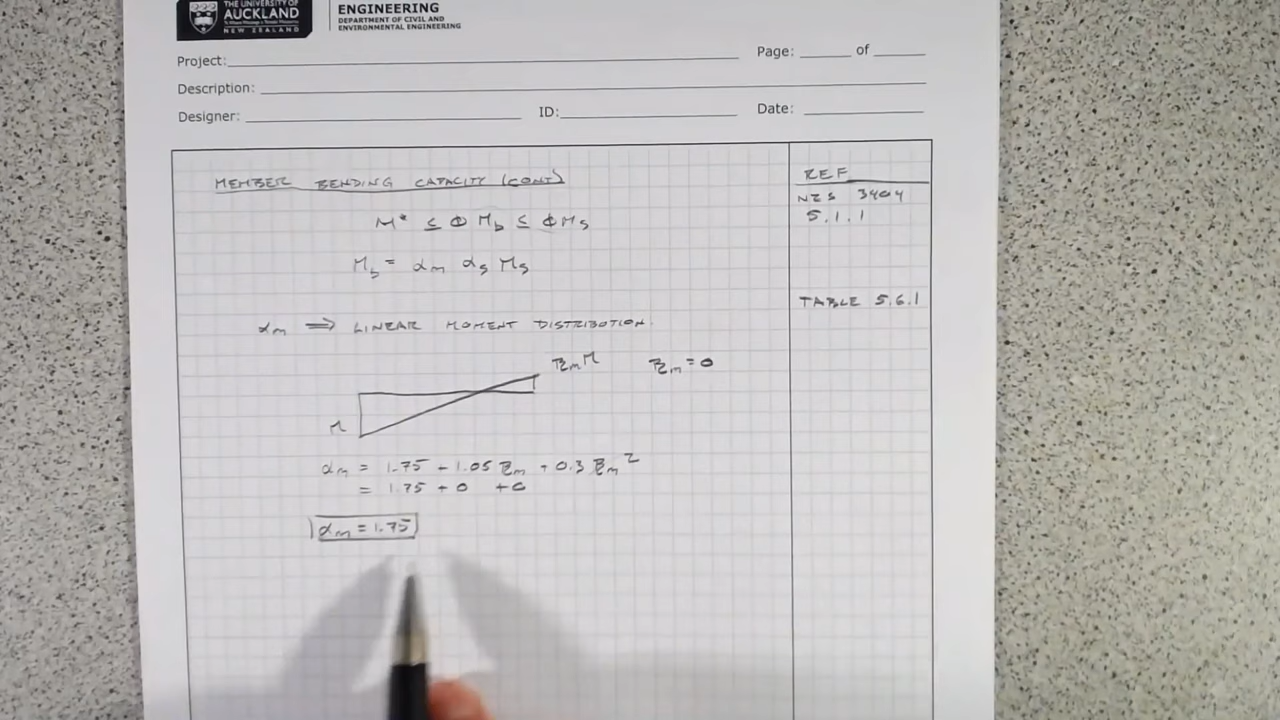 THE UNIVERSITY OF
AUCKLAND
NEW ZEALAND
ENGINEERING
DEPARTMENT OF CIVIL AND
ENVIRONMENTAL ENGINEERING
Project:
Page: of
Description:
Designer: ID: Date:
MEMBER BENDING CAPACITY (CONT)
REF
NZS 3404
5.1.1
M* ≤ ΦMb ≤ ΦMs
Mb = αm αs Ms
TABLE 5.6.1
αm ⇒ LINEAR MOMENT DISTRIBUTION.
βmM βm = 0
M
αm = 1.75 + 1.05 βm + 0.3 βm²
= 1.75 + 0 + 0
αm = 1.75